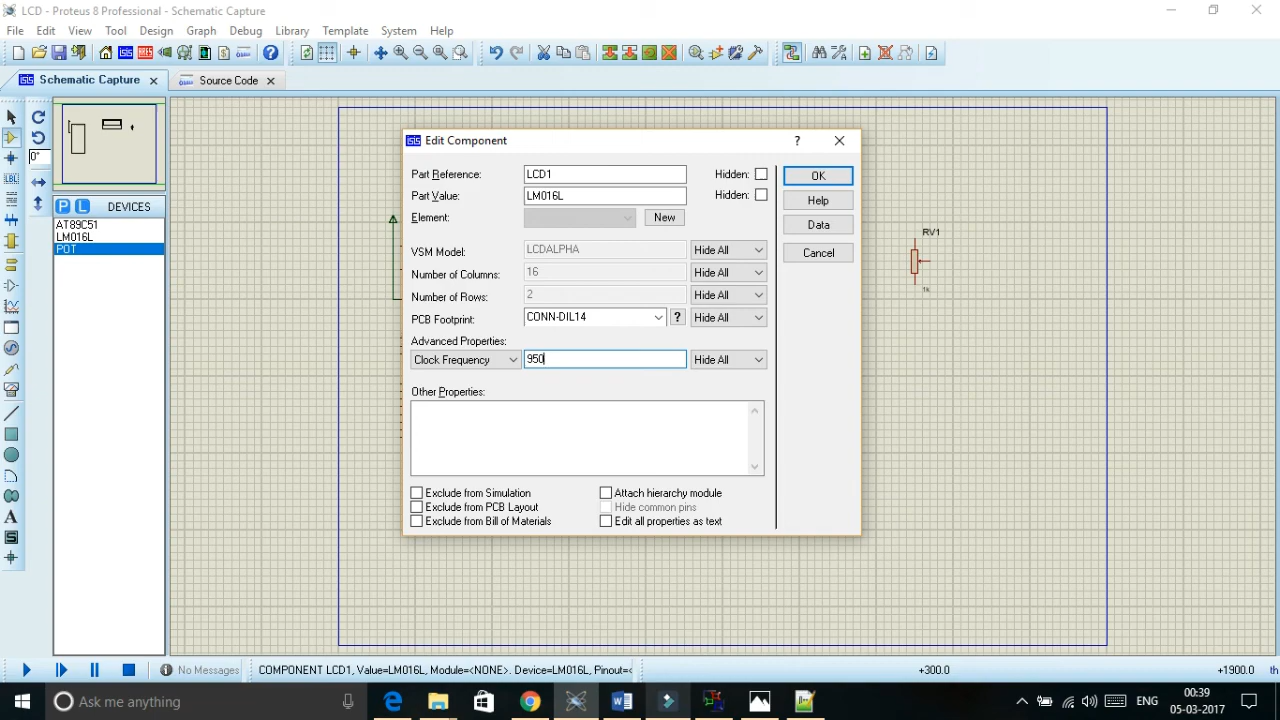 LCD - Proteus 8 Professional - Schematic Capture
File Edit View Tool Design Graph Debug Library Template System Help
Schematic Capture
Source Code
0°
LBL
A
S
P L DEVICES
AT89C51
LM016L
POT
Edit Component
Part Reference: LCD1 Hidden:
Part Value: LM016L Hidden:
Element: New
VSM Model: LCDALPHA Hide All
Number of Columns: 16 Hide All
Number of Rows: 2 Hide All
PCB Footprint: CONN-DIL14 ? Hide All
Advanced Properties:
Clock Frequency 950 Hide All
Other Properties:
Exclude from Simulation Attach hierarchy module
Exclude from PCB Layout Hide common pins
Exclude from Bill of Materials Edit all properties as text
OK
Help
Data
Cancel
RV1
1k
No Messages COMPONENT LCD1, Value=LM016L, Module=<NONE>. Device=LM016L, Pinout=< +300.0 +1900.0 th
Ask me anything
ENG
00:39
05-03-2017